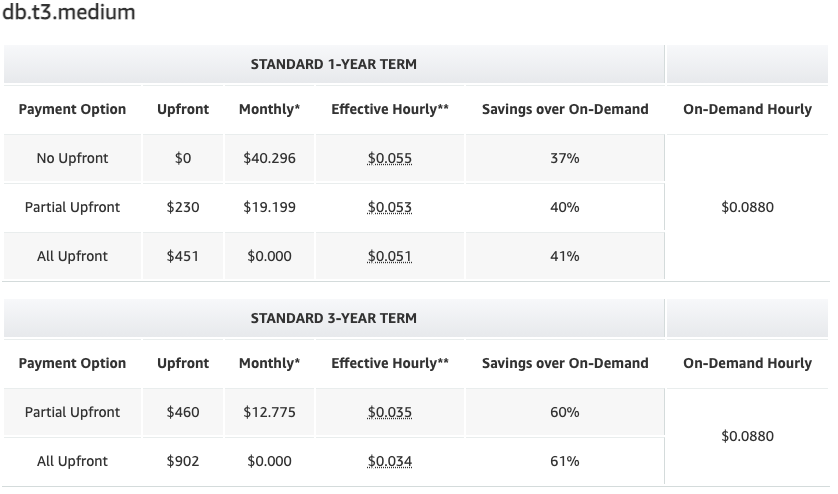 db.t3.medium
STANDARD 1-YEAR TERM
Payment Option Upfront Monthly* Effective Hourly** Savings over On-Demand On-Demand Hourly
No Upfront $0 $40.296 $0.055 37%
Partial Upfront $230 $19.199 $0.053 40% $0.0880
All Upfront $451 $0.000 $0.051 41%
STANDARD 3-YEAR TERM
Payment Option Upfront Monthly* Effective Hourly** Savings over On-Demand On-Demand Hourly
Partial Upfront $460 $12.775 $0.035 60%
$0.0880
All Upfront $902 $0.000 $0.034 61%